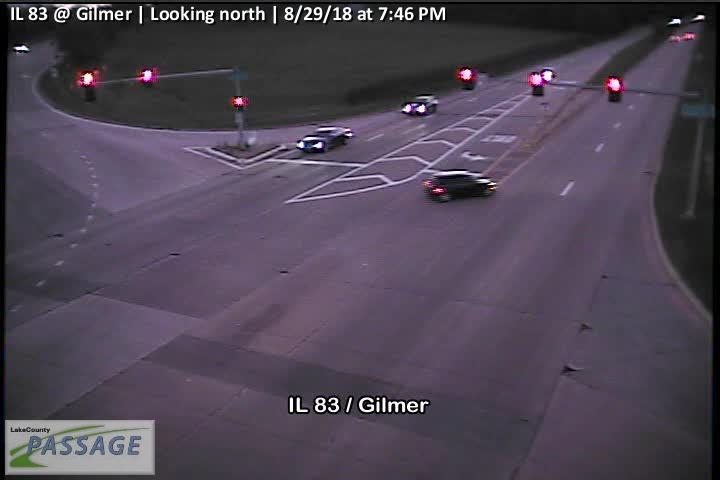 IL 83 @ Gilmer | Looking north | 8/29/18 at 7:46 PM
IL 83 / Gilmer
LakeCounty
PASSAGE